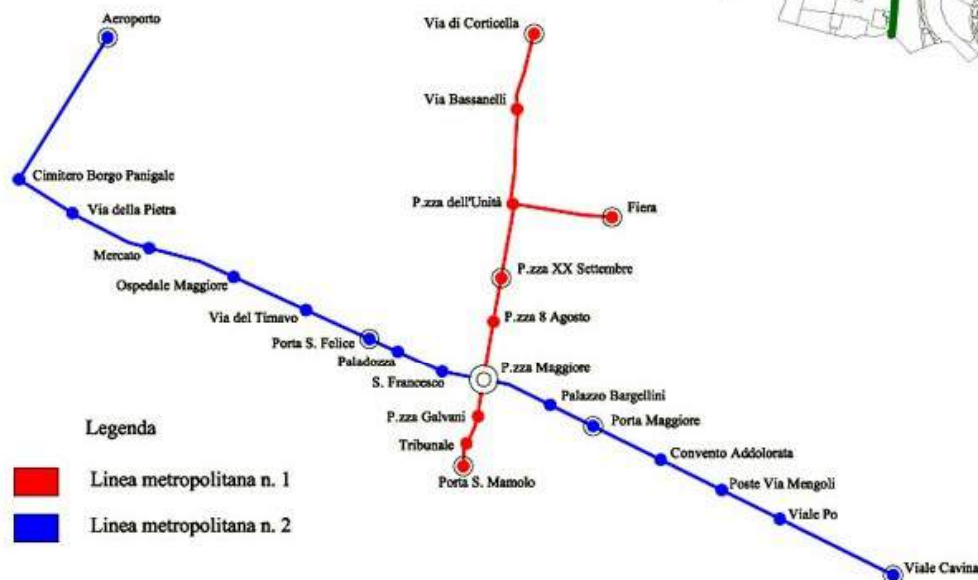 Aeroporto
Via di Corticella
Via Bassanelli
Cimitero Borgo Panigale
P.zza dell'Unità
Fiera
Via della Pietra
Mercato
P.zza XX Settembre
Ospedale Maggiore
Via del Timavo
P.zza 8 Agosto
Porta S. Felice
Paladozza
P.zza Maggiore
S. Francesco
Palazzo Bargellini
P.zza Galvani
Porta Maggiore
Tribunale
Convento Addolorata
Porta S. Mamolo
Poste Via Mengoli
Viale Po
Viale Cavina
Legenda
Linea metropolitana n. 1
Linea metropolitana n. 2